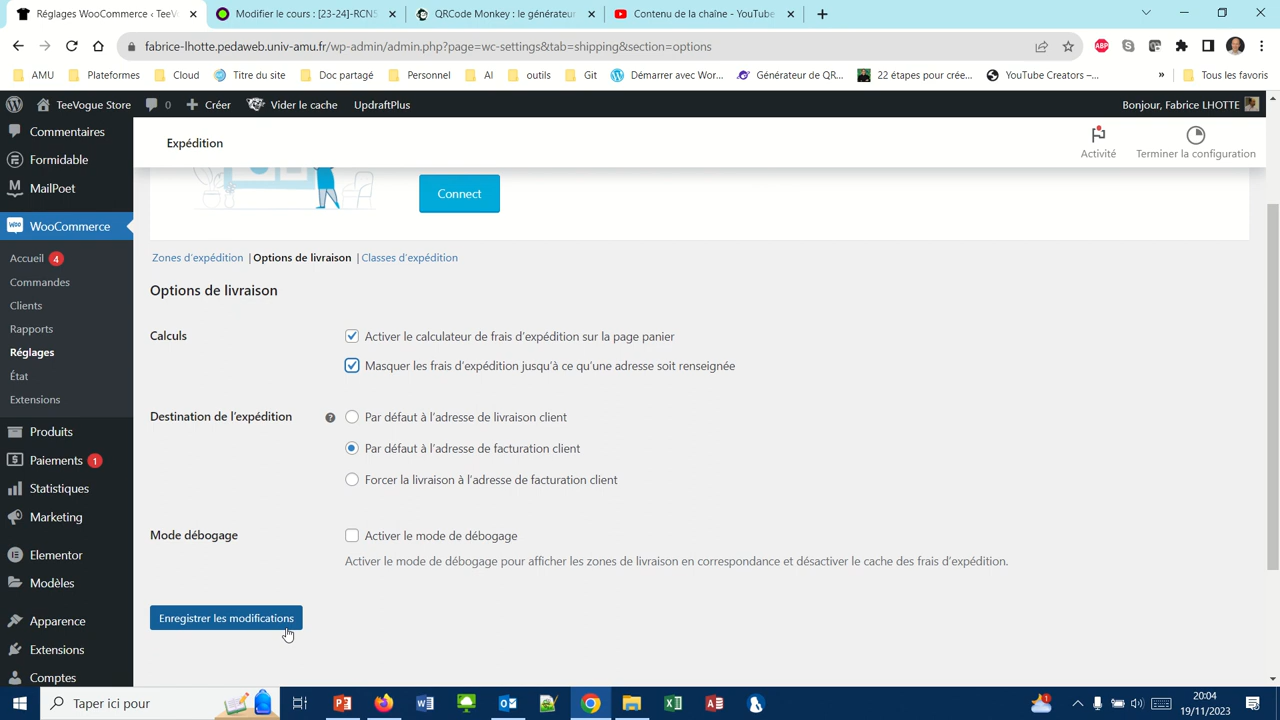 Réglages WooCommerce ‹ TeeV
Modifier le cours : [23-24]-RCNS
QRCode Monkey : le générateur
Contenu de la chaîne - YouTube
fabrice-lhotte.pedaweb.univ-amu.fr/wp-admin/admin.php?page=wc-settings&tab=shipping&section=options
ABP
AMU
Plateformes
Cloud
Titre du site
Doc partagé
Personnel
AI
outils
Git
Démarrer avec Wor...
Générateur de QR...
22 étapes pour crée...
YouTube Creators –...
»
Tous les favoris
TeeVogue Store
0
Créer
Vider le cache
UpdraftPlus
Bonjour, Fabrice LHOTTE
Commentaires
Formidable
MailPoet
WooCommerce
Accueil 4
Commandes
Clients
Rapports
Réglages
État
Extensions
Produits
Paiements 1
Statistiques
Marketing
Elementor
Modèles
Apparence
Extensions
Comptes
Expédition
Activité
Terminer la configuration
Connect
Zones d'expédition | Options de livraison | Classes d'expédition
Options de livraison
Calculs
Activer le calculateur de frais d'expédition sur la page panier
Masquer les frais d'expédition jusqu'à ce qu'une adresse soit renseignée
Destination de l'expédition
Par défaut à l'adresse de livraison client
Par défaut à l'adresse de facturation client
Forcer la livraison à l'adresse de facturation client
Mode débogage
Activer le mode de débogage
Activer le mode de débogage pour afficher les zones de livraison en correspondance et désactiver le cache des frais d'expédition.
Enregistrer les modifications
Taper ici pour
20:04
19/11/2023